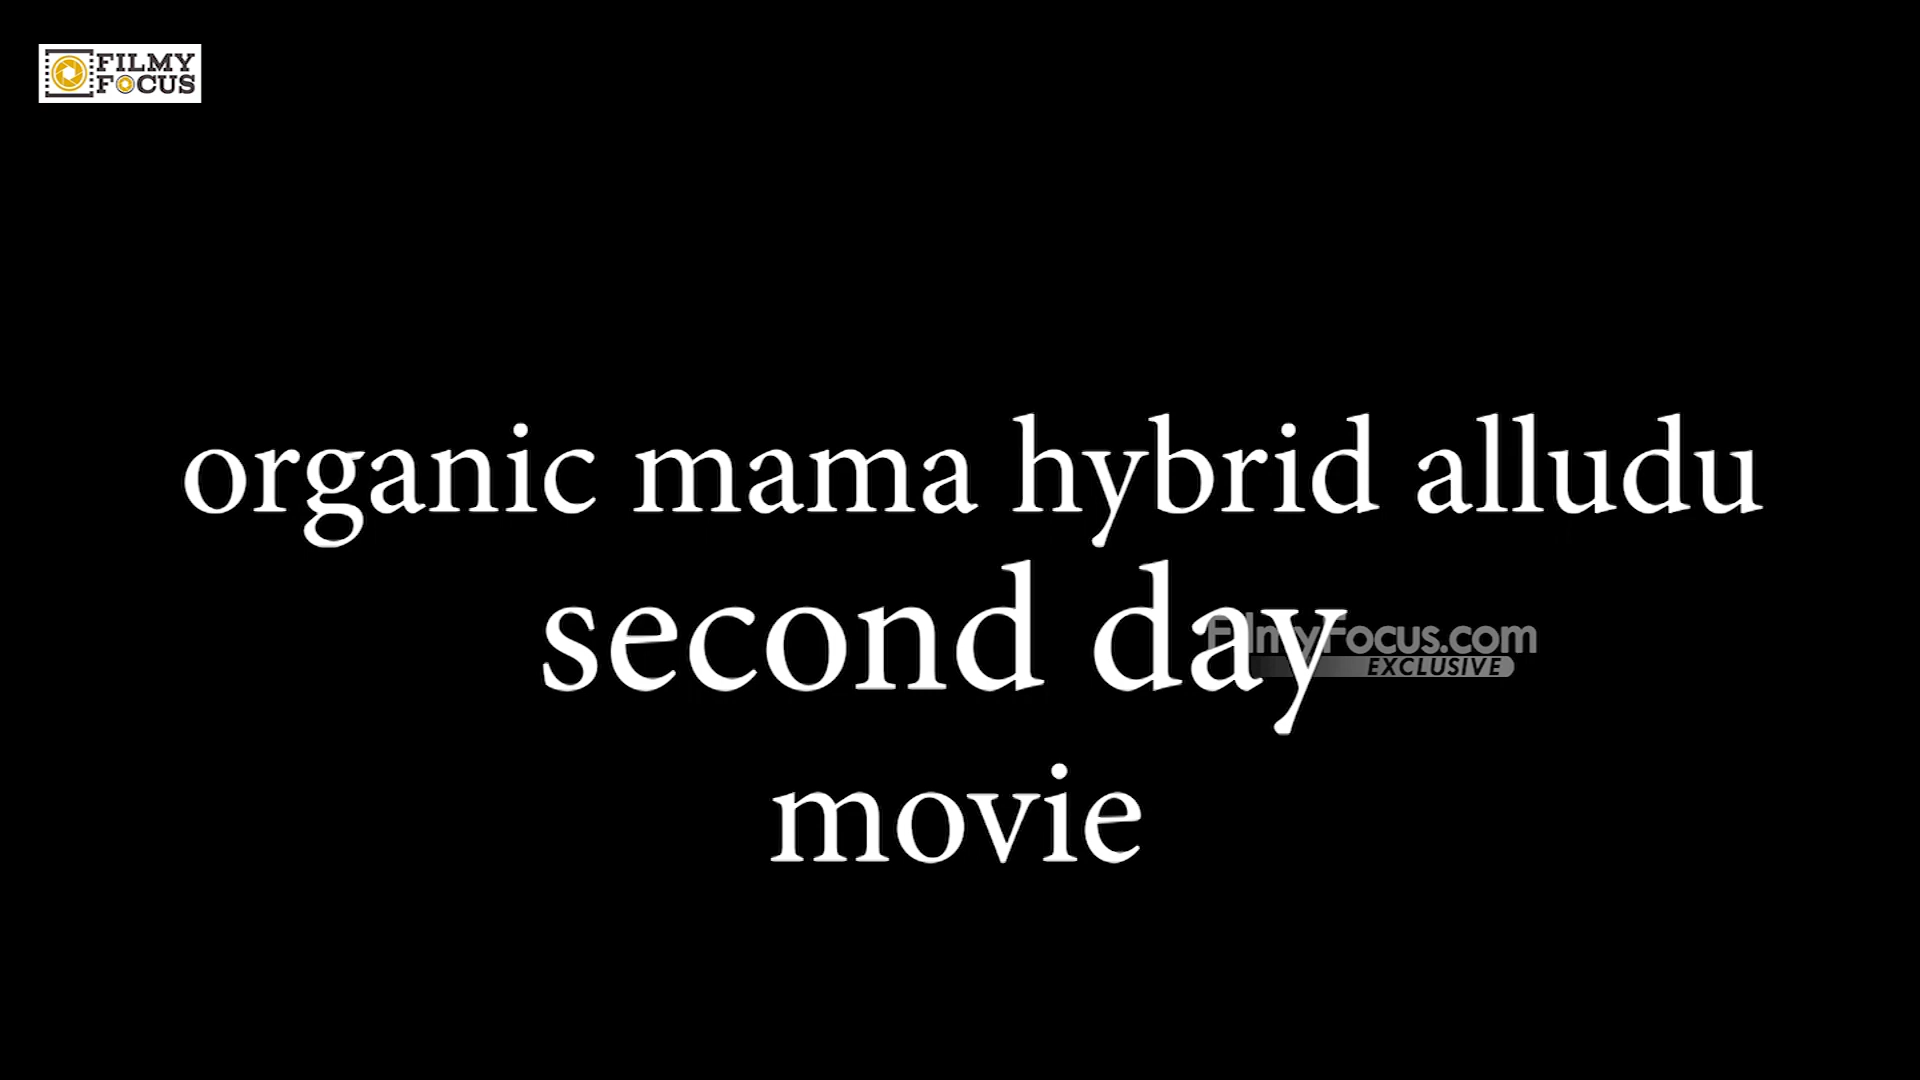 FILMY
FOCUS
organic mama hybrid alludu
second day
FilmyFocus.com
EXCLUSIVE
movie